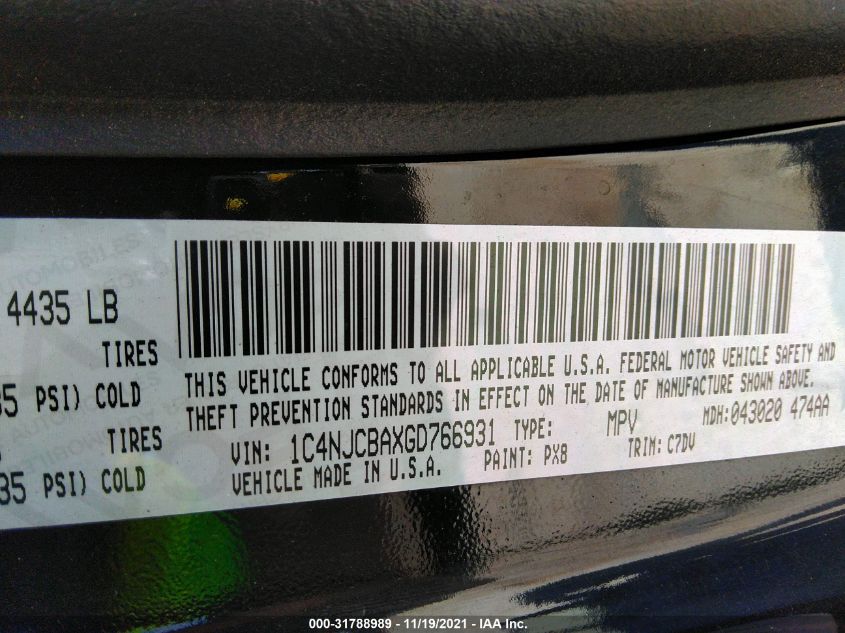 4435 LB
TIRES
35 PSI) COLD
TIRES
35 PSI) COLD
THIS VEHICLE CONFORMS TO ALL APPLICABLE U.S.A. FEDERAL MOTOR VEHICLE SAFETY AND
THEFT PREVENTION STANDARDS IN EFFECT ON THE DATE OF MANUFACTURE SHOWN ABOVE.
VIN: 1C4NJCBAXGD766931 TYPE: MPV MDH:043020 474AA
VEHICLE MADE IN U.S.A. PAINT: PX8 TRIM: C7DV
000-31788989 - 11/19/2021 - IAA Inc.